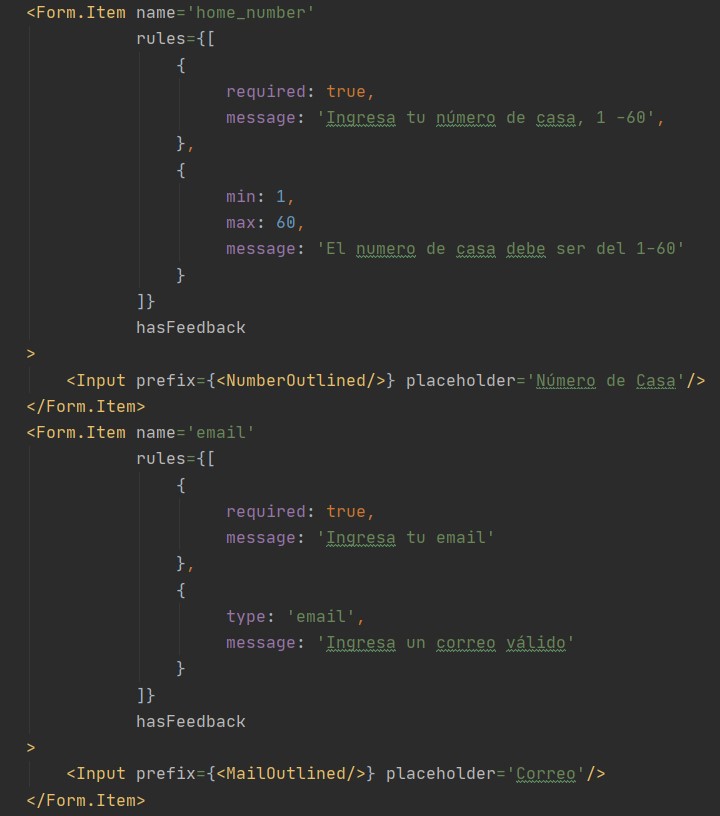 <Form.Item name='home_number'
           rules={[
               {
                    required: true,
                    message: 'Ingresa tu número de casa, 1 -60',
               },
               {
                    min: 1,
                    max: 60,
                    message: 'El numero de casa debe ser del 1-60'
               }
           ]}
           hasFeedback
>
    <Input prefix={<NumberOutlined/>} placeholder='Número de Casa'/>
</Form.Item>
<Form.Item name='email'
           rules={[
               {
                    required: true,
                    message: 'Ingresa tu email'
               },
               {
                    type: 'email',
                    message: 'Ingresa un correo válido'
               }
           ]}
           hasFeedback
>
    <Input prefix={<MailOutlined/>} placeholder='Correo'/>
</Form.Item>